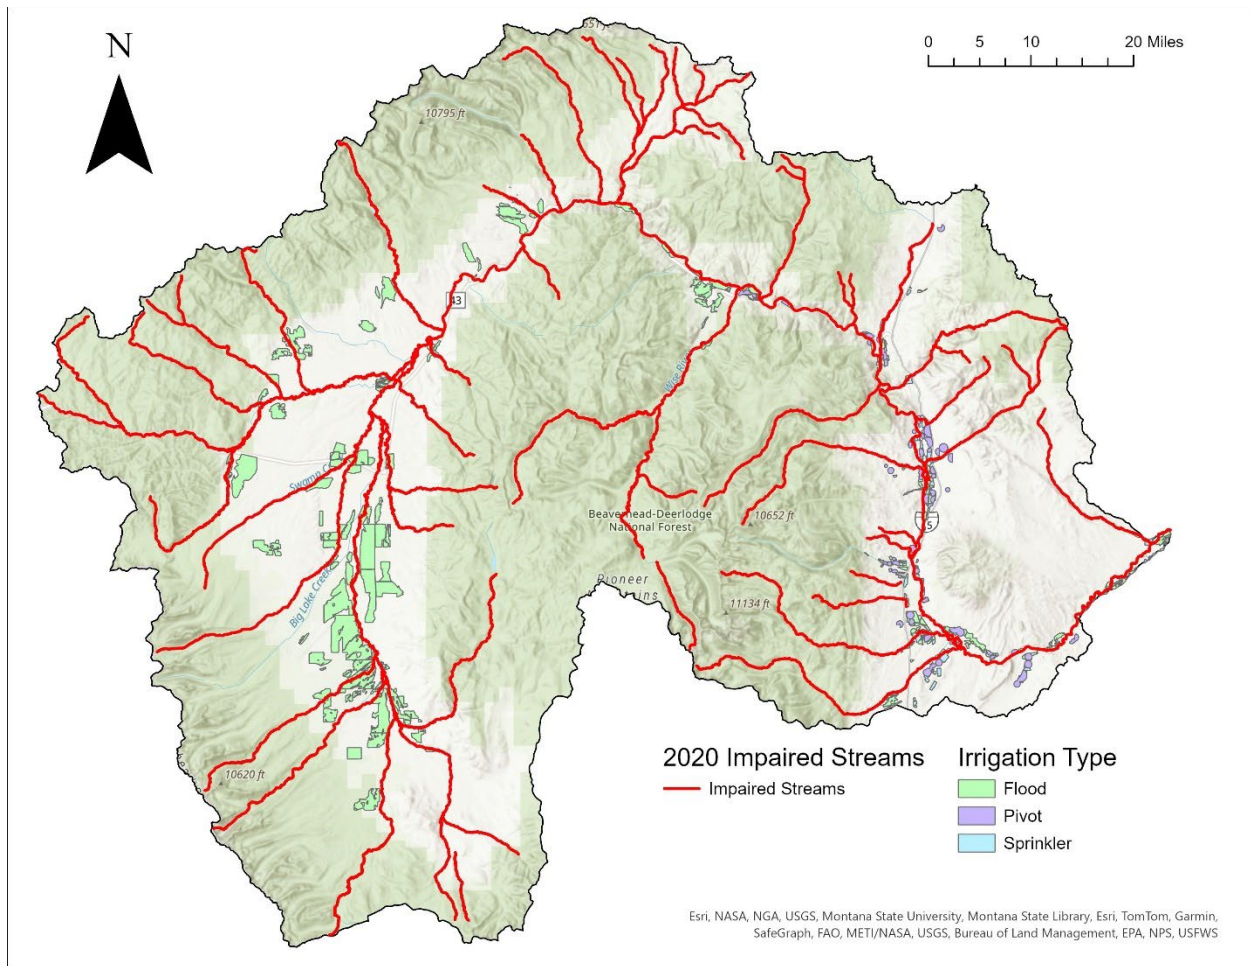 N
0 5 10 20 Miles
10795 ft
43
Wise River
Swamp C
Beaverhead-Deerlodge
National Forest
10652 ft
5
Big Lake Creek
Pioneer
ins
11134 ft
10620 ft
2020 Impaired Streams
Impaired Streams
Irrigation Type
Flood
Pivot
Sprinkler
Esri, NASA, NGA, USGS, Montana State University, Montana State Library, Esri, TomTom, Garmin,
SafeGraph, FAO, METI/NASA, USGS, Bureau of Land Management, EPA, NPS, USFWS